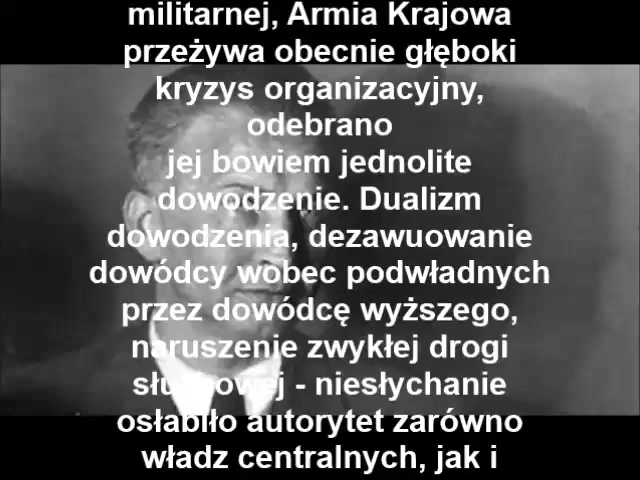 militarnej, Armia Krajowa
przeżywa obecnie głęboki
kryzys organizacyjny,
odebrano
jej bowiem jednolite
dowodzenie. Dualizm
dowodzenia, dezawuowanie
dowódcy wobec podwładnych
przez dowódcę wyższego,
naruszenie zwykłej drogi
służbowej - niesłychanie
osłabiło autorytet zarówno
władz centralnych, jak i